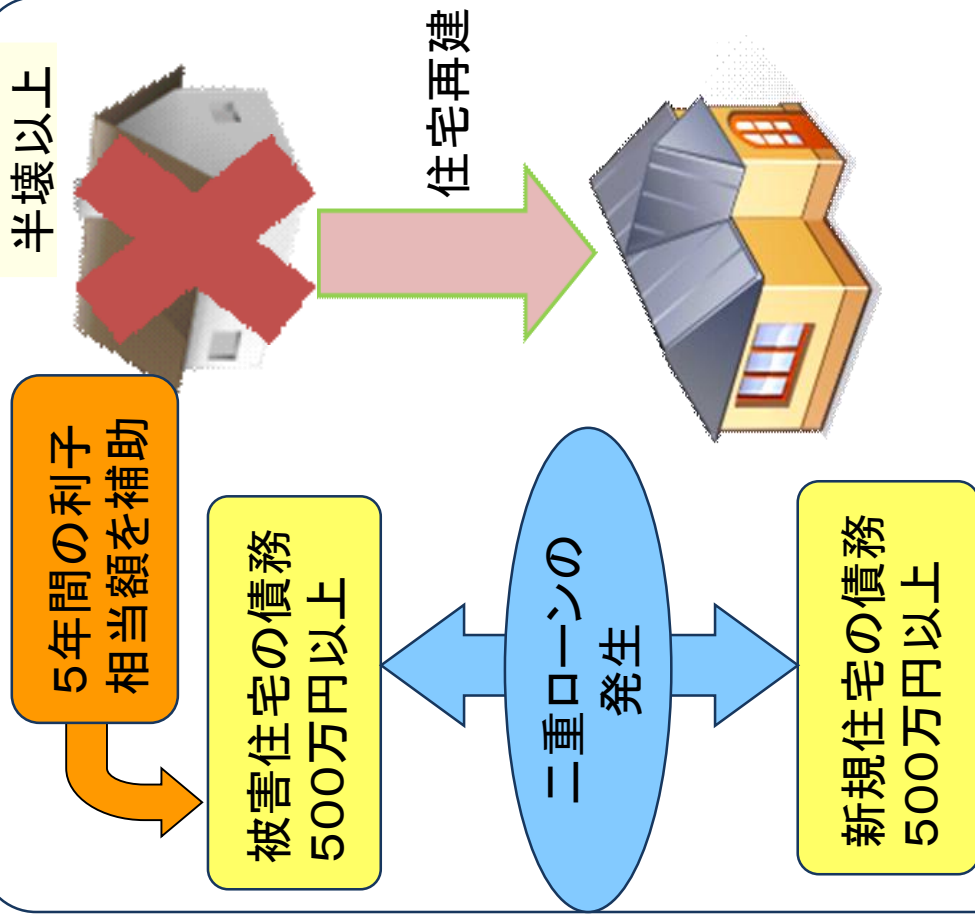 半壊以上
住宅再建
5年間の利子
相当額を補助
被害住宅の債務
500万円以上
二重ローンの
発生
新規住宅の債務
500万円以上